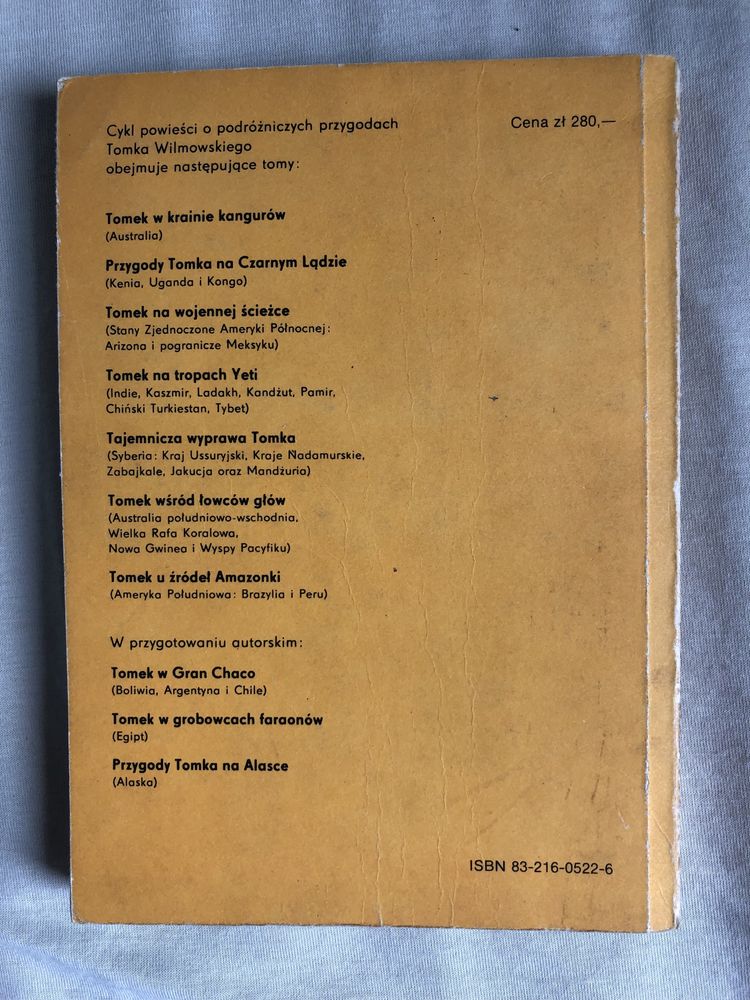 Cykl powieści o podróżniczych przygodach
Tomka Wilmowskiego
obejmuje następujące tomy:
Cena zł 280,—
Tomek w krainie kangurów
(Australia)
Przygody Tomka na Czarnym Lądzie
(Kenia, Uganda i Kongo)
Tomek na wojennej ścieżce
(Stany Zjednoczone Ameryki Północnej:
Arizona i pogranicze Meksyku)
Tomek na tropach Yeti
(Indie, Kaszmir, Ladakh, Kandżut, Pamir,
Chiński Turkiestan, Tybet)
Tajemnicza wyprawa Tomka
(Syberia: Kraj Ussuryjski, Kraje Nadamurskie,
Zabajkale, Jakucja oraz Mandżuria)
Tomek wśród łowców głów
(Australia południowo-wschodnia,
Wielka Rafa Koralowa,
Nowa Gwinea i Wyspy Pacyfiku)
Tomek u źródeł Amazonki
(Ameryka Południowa: Brazylia i Peru)
W przygotowaniu autorskim:
Tomek w Gran Chaco
(Boliwia, Argentyna i Chile)
Tomek w grobowcach faraonów
(Egipt)
Przygody Tomka na Alasce
(Alaska)
ISBN 83-216-0522-6